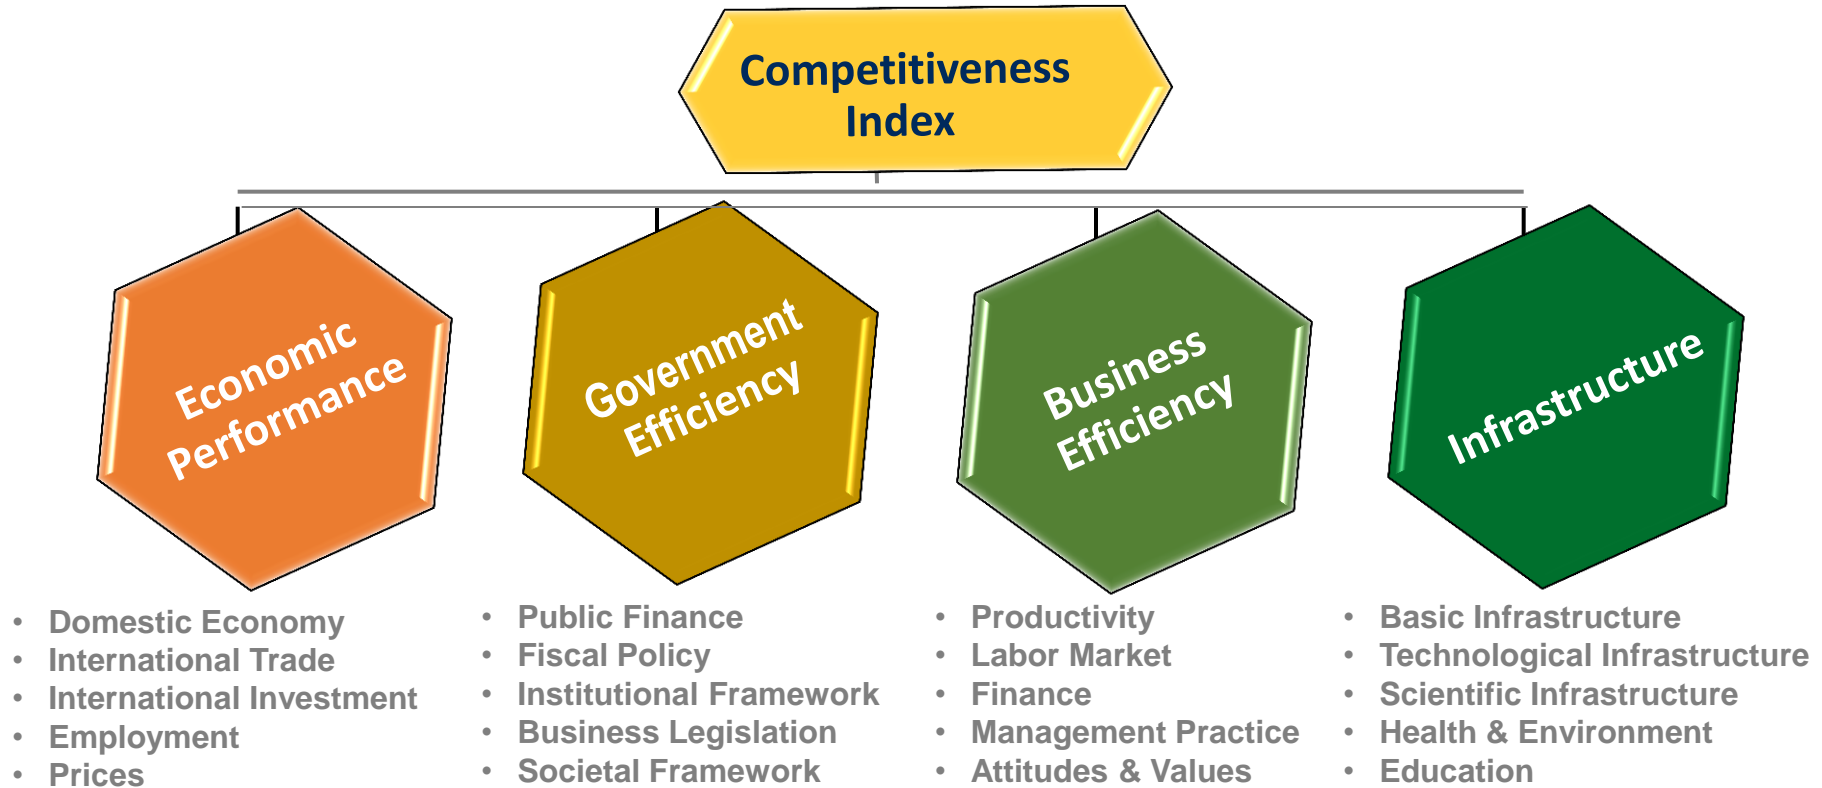 Competitiveness
Index
Economic
Performance
Government
Efficiency
Business
Efficiency
Infrastructure
• Domestic Economy
• International Trade
• International Investment
• Employment
• Prices
• Public Finance
• Fiscal Policy
• Institutional Framework
• Business Legislation
• Societal Framework
• Productivity
• Labor Market
• Finance
• Management Practice
• Attitudes & Values
• Basic Infrastructure
• Technological Infrastructure
• Scientific Infrastructure
• Health & Environment
• Education